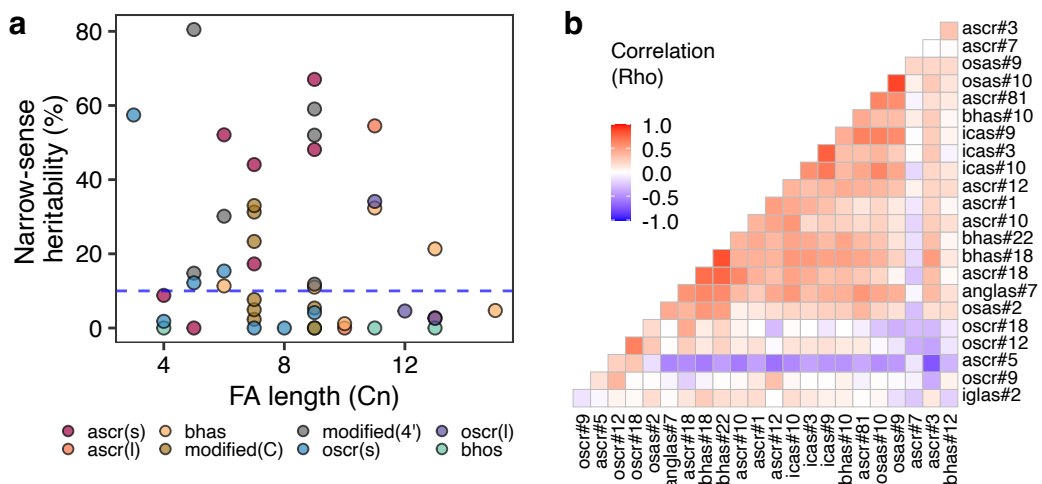 a
80
60
40
20
0
Narrow-sense
heritability (%)
4
8
12
FA length (Cn)
ascr(s)
bhas
modified(4')
oscr(l)
ascr(l)
modified(C)
oscr(s)
bhos
b
Correlation
(Rho)
1.0
0.5
0.0
-0.5
-1.0
ascr#3
ascr#7
osas#9
osas#10
ascr#81
bhas#10
icas#9
icas#3
icas#10
ascr#12
ascr#1
ascr#10
bhas#22
bhas#18
ascr#18
anglas#7
osas#2
oscr#18
oscr#12
ascr#5
oscr#9
iglas#2
oscr#9
ascr#5
oscr#12
oscr#18
osas#2
anglas#7
ascr#18
bhas#18
bhas#22
ascr#10
ascr#1
ascr#12
icas#10
icas#3
icas#9
bhas#10
ascr#81
osas#10
osas#9
ascr#7
ascr#3
bhas#12